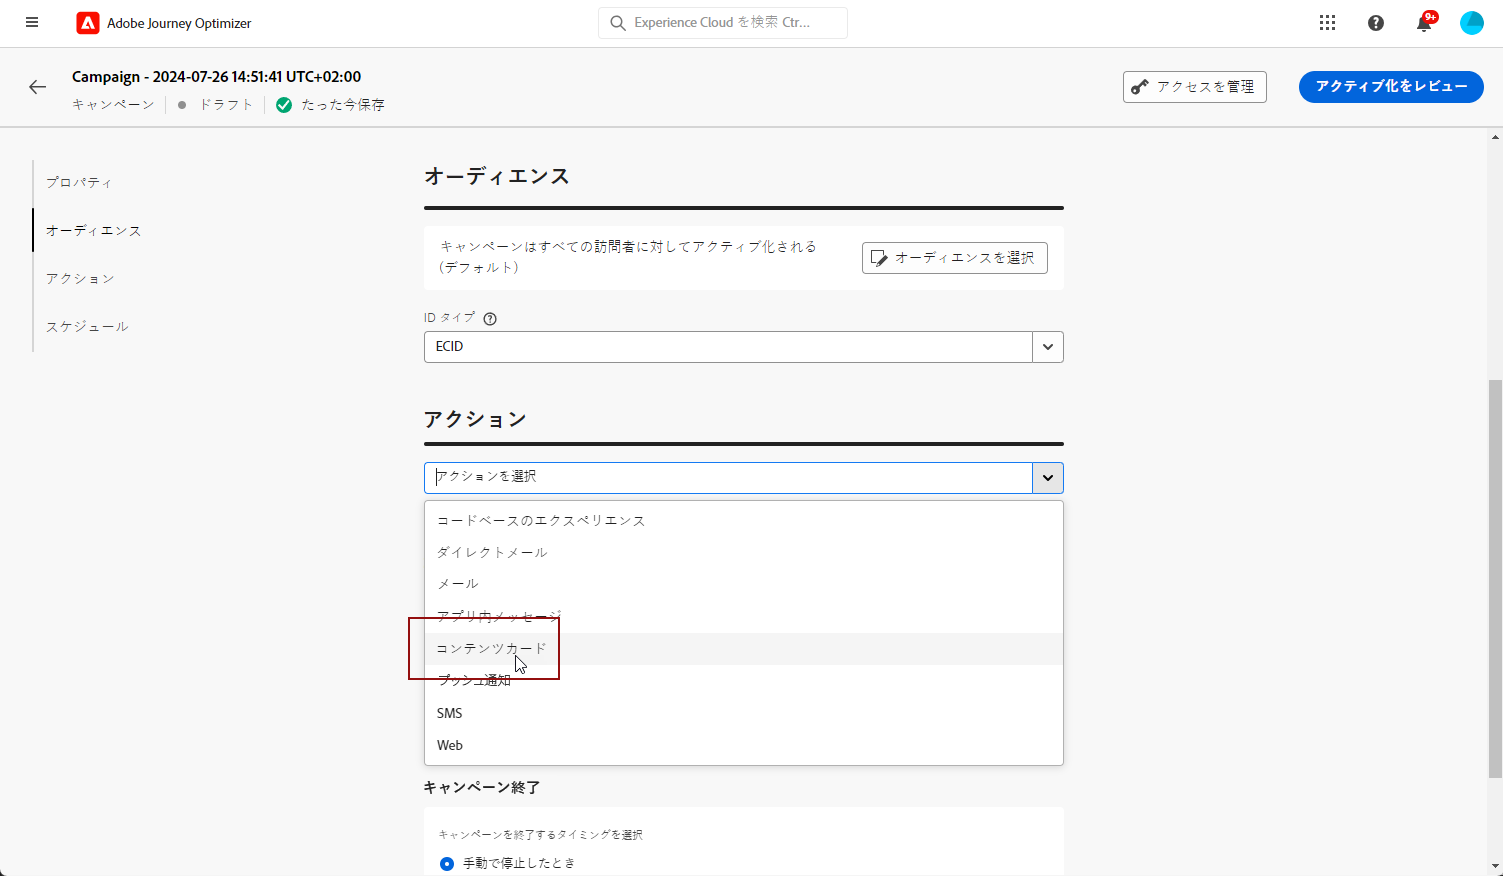 Adobe Journey Optimizer
Experience Cloud を検索 Ctr...
9+
Campaign - 2024-07-26 14:51:41 UTC+02:00
キャンペーン
ドラフト
たった今保存
アクセスを管理
アクティブ化をレビュー
プロパティ
オーディエンス
アクション
スケジュール
オーディエンス
キャンペーンはすべての訪問者に対してアクティブ化される
(デフォルト)
オーディエンスを選択
ID タイプ
ECID
アクション
アクションを選択
コードベースのエクスペリエンス
ダイレクトメール
メール
アプリ内メッセージ
コンテンツカード
プッシュ通知
SMS
Web
キャンペーン終了
キャンペーンを終了するタイミングを選択
手動で停止したとき